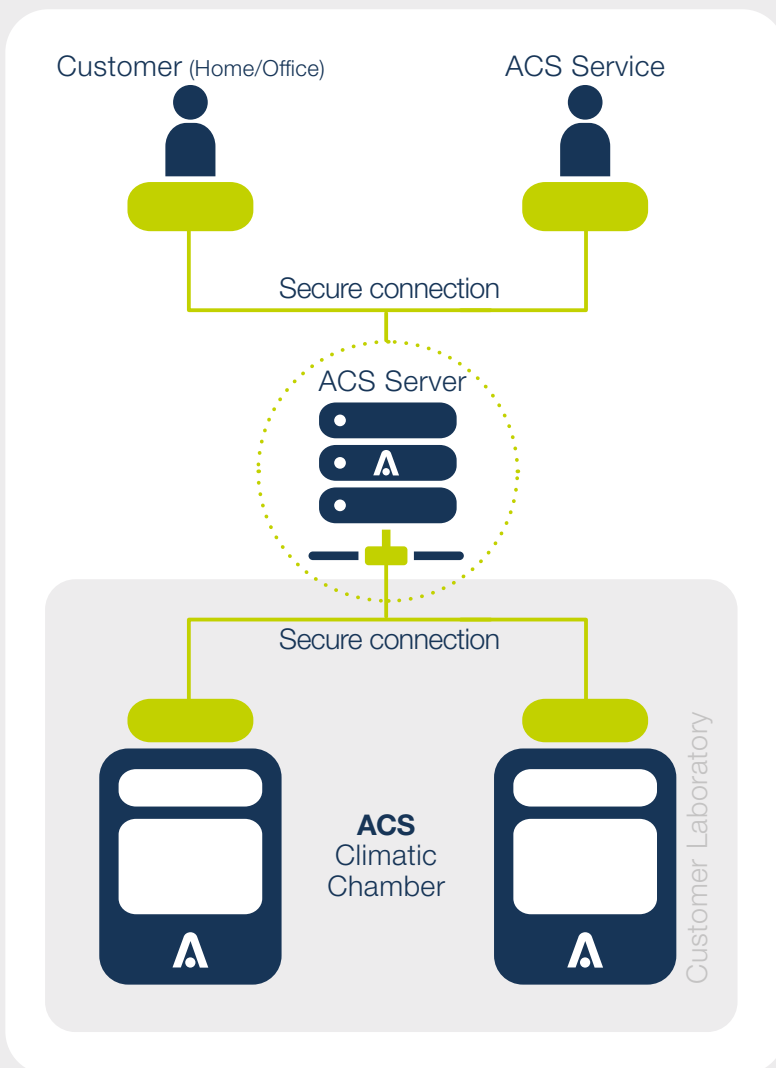 Customer (Home/Office)
ACS Service
Secure connection
ACS Server
Secure connection
ACS
Climatic
Chamber
Customer Laboratory